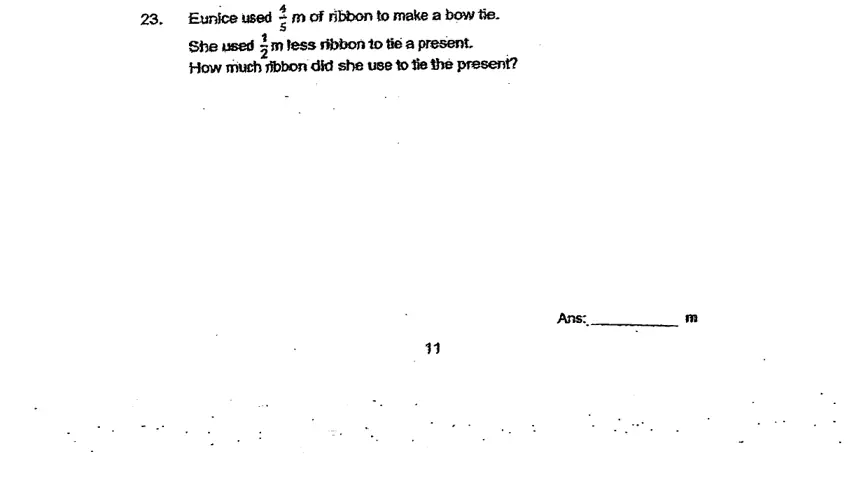 23. Eunice used 4/5 m of ribbon to make a bow tie.
She used 1/2 m less ribbon to tie a present.
How much ribbon did she use to tie the present?
Ans: __________ m
11